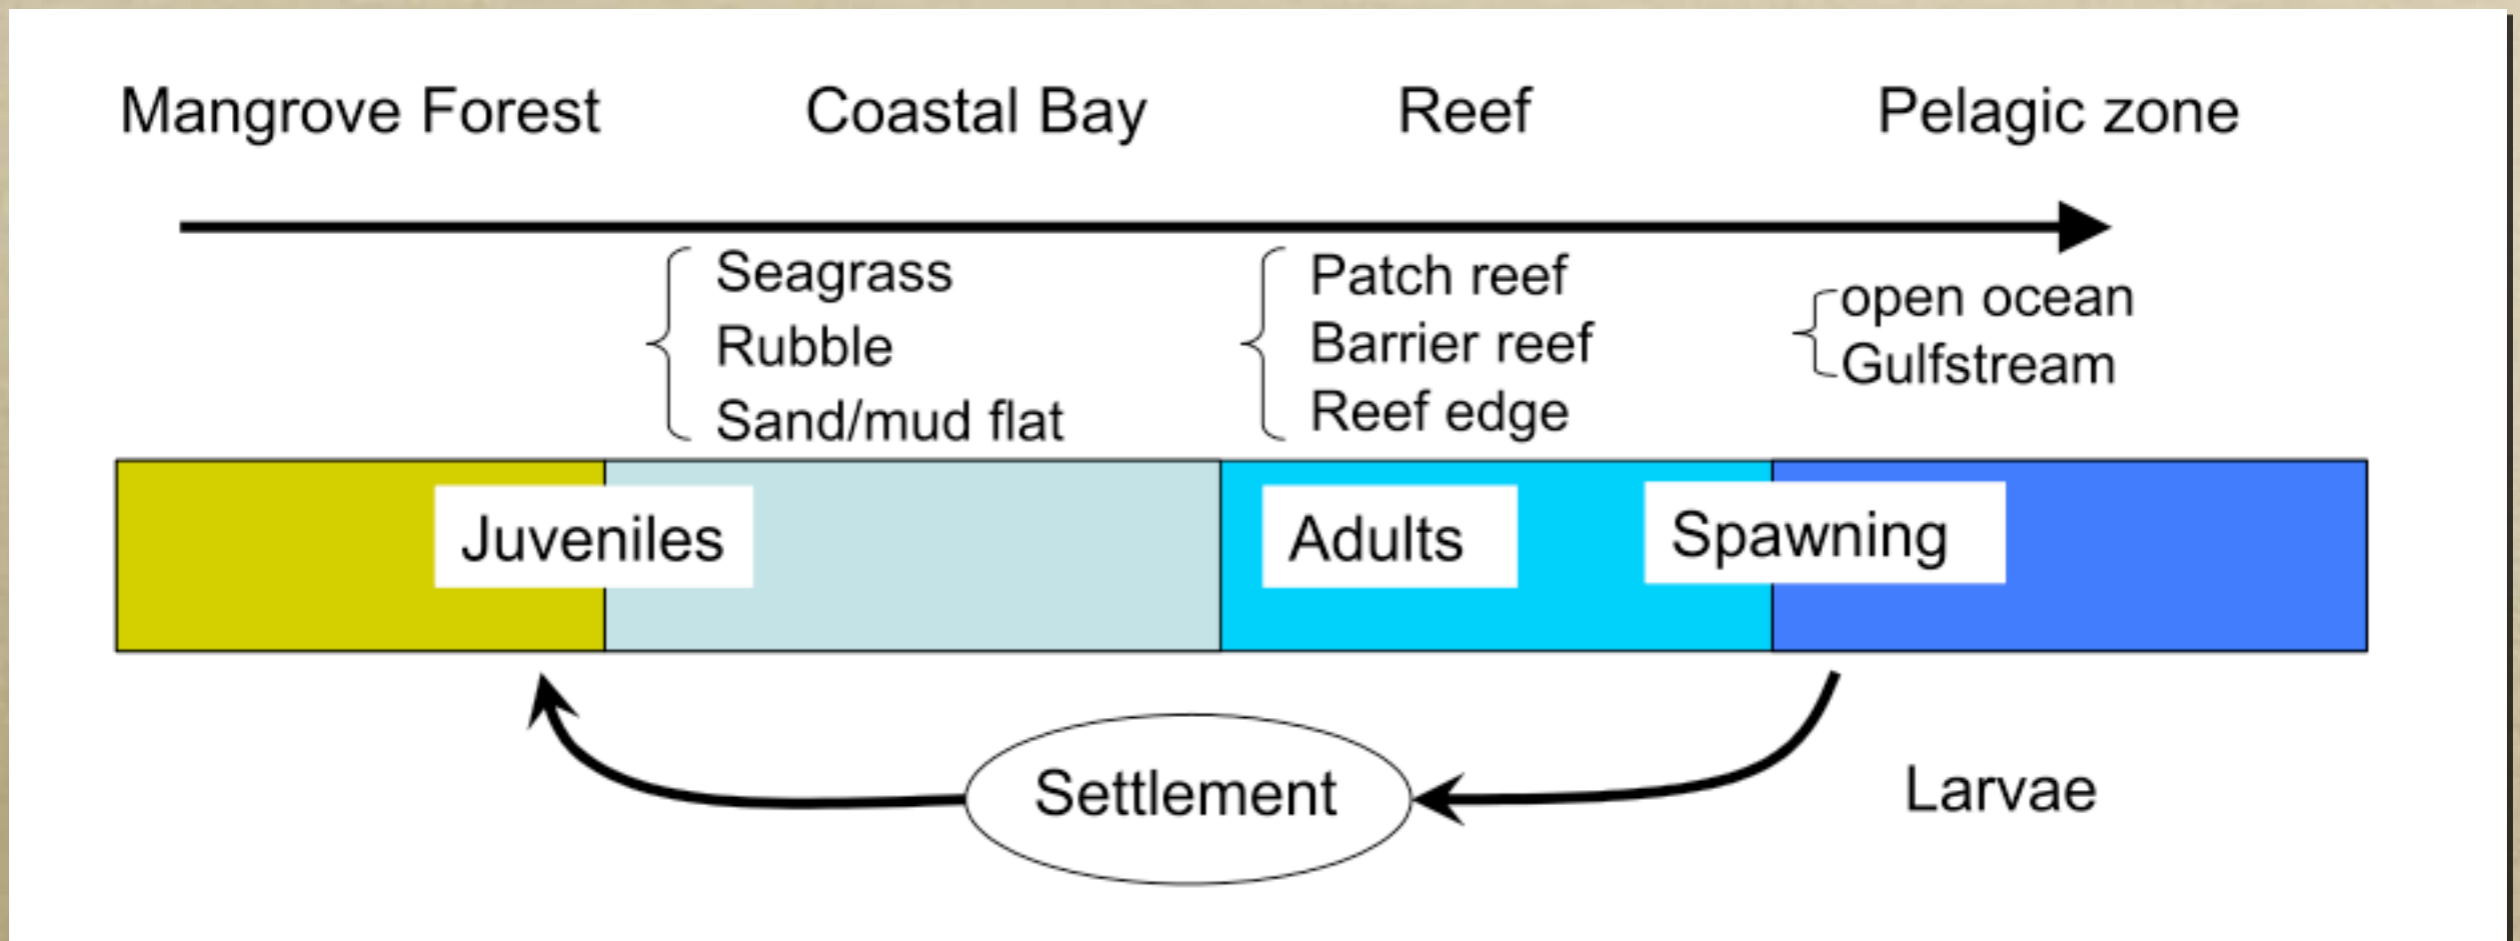 Mangrove Forest
Coastal Bay
Reef
Pelagic zone
Seagrass
Rubble
Sand/mud flat
Patch reef
Barrier reef
Reef edge
open ocean
Gulfstream
Juveniles
Adults
Spawning
Settlement
Larvae